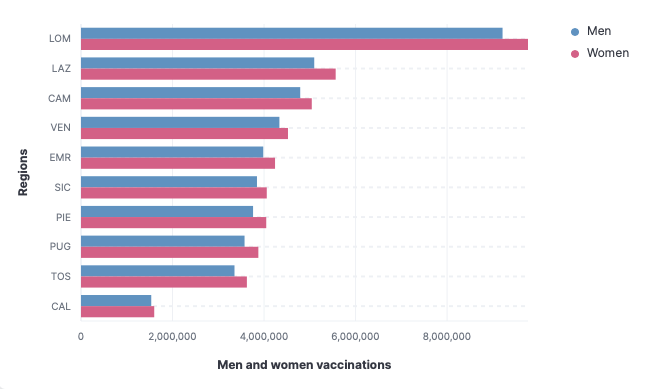 LOM
LAZ
CAM
VEN
EMR
SIC
PIE
PUG
TOS
CAL
Regions
0 2,000,000 4,000,000 6,000,000 8,000,000
Men and women vaccinations
Men
Women